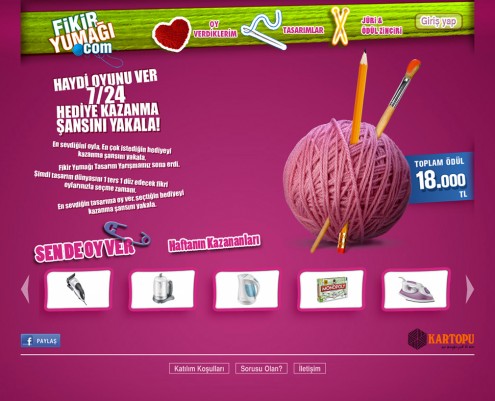 FiKiR
YUMAĞI
.com
OY
VERDİKLERİM
TASARIMLAR
JÜRİ &
ÖDÜL ZİNCİRİ
Giriş yap
HAYDİ OYUNU VER
7/24
HEDİYE KAZANMA
ŞANSINI YAKALA!
En sevdiğini oyla, En çok istediğin hediyeyi
kazanma şansını yakala.
Fikir Yumağı Tasarım Yarışmamız sona erdi.
Şimdi tasarım dünyasını 1 ters 1 düz edecek fikri
oylarınızla seçme zamanı.
En sevdiğin tasarıma oy ver, seçtiğin hediyeyi
kazanma şansını yakala.
TOPLAM ÖDÜL
18.000
TL
SEN DE OY VER
Haftanın Kazananları
MONOPOLY
PAYLAŞ
KARTOPU
Katılım Koşulları
Sorusu Olan?
İletişim